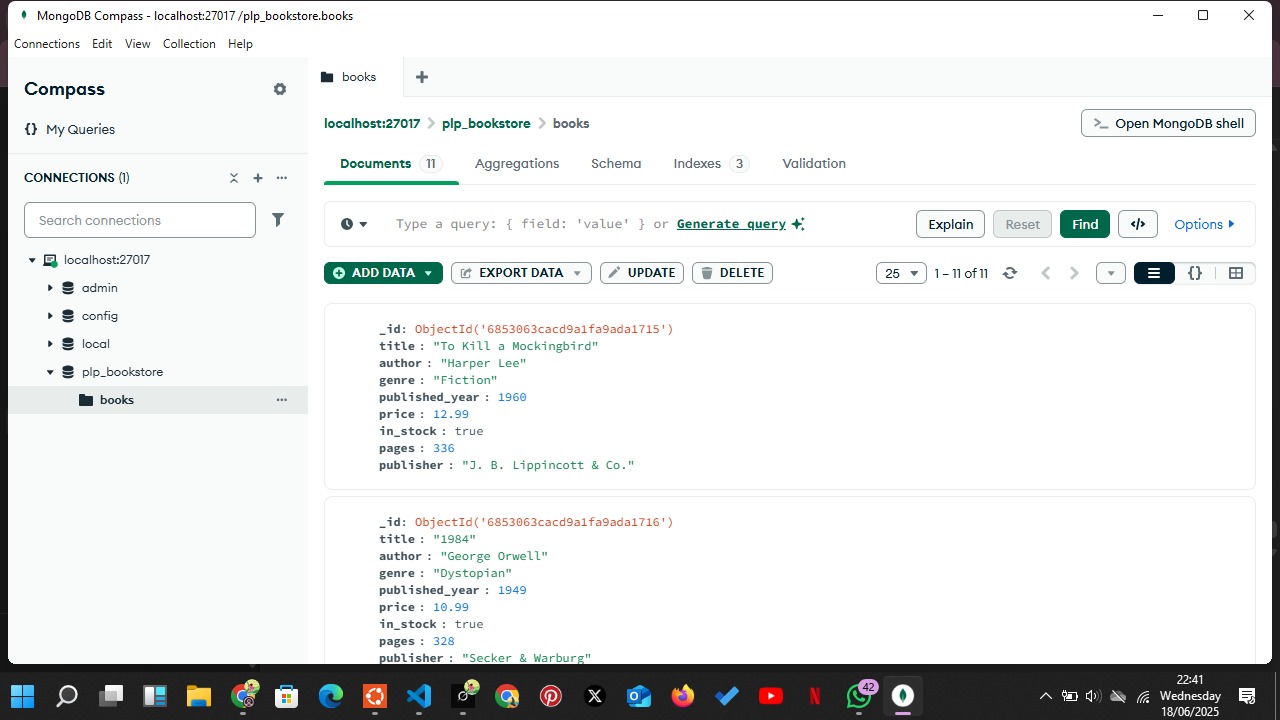 MongoDB Compass - localhost:27017 /plp_bookstore.books
Connections Edit View Collection Help
Compass
{} My Queries
CONNECTIONS (1)
Search connections
localhost:27017
admin
config
local
plp_bookstore
books
books
localhost:27017 > plp_bookstore > books
>_ Open MongoDB shell
Documents 11 Aggregations Schema Indexes 3 Validation
Type a query: { field: 'value' } or Generate query
Explain Reset Find </> Options
ADD DATA EXPORT DATA UPDATE DELETE
25 1 – 11 of 11 {}
_id: ObjectId('6853063cacd9a1fa9ada1715')
title : "To Kill a Mockingbird"
author : "Harper Lee"
genre : "Fiction"
published_year : 1960
price : 12.99
in_stock : true
pages : 336
publisher : "J. B. Lippincott & Co."
_id: ObjectId('6853063cacd9a1fa9ada1716')
title : "1984"
author : "George Orwell"
genre : "Dystopian"
published_year : 1949
price : 10.99
in_stock : true
pages : 328
publisher : "Secker & Warburg"
42
22:41
Wednesday
18/06/2025